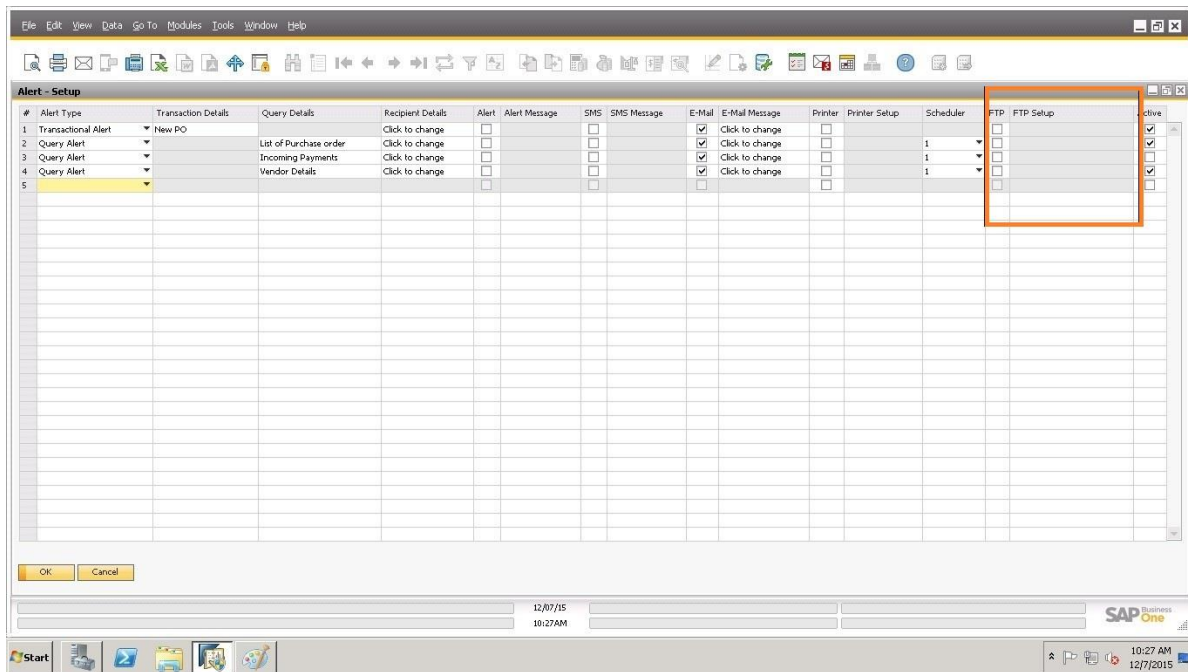 File Edit View Data Go To Modules Tools Window Help
Alert - Setup
# Alert Type Transaction Details Query Details Recipient Details Alert Alert Message SMS SMS Message E-Mail E-Mail Message Printer Printer Setup Scheduler FTP FTP Setup ctive
1 Transactional Alert New PO Click to change Click to change
2 Query Alert List of Purchase order Click to change Click to change 1
3 Query Alert Incoming Payments Click to change Click to change 1
4 Query Alert Vendor Details Click to change Click to change 1
5
OK Cancel
12/07/15
10:27AM
SAP Business One
Start
10:27 AM
12/7/2015